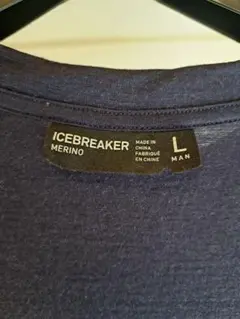 ICEBREAKER
MERINO
MADE IN
CHINA
FABRIQUÉ
EN CHINE
L
MAN